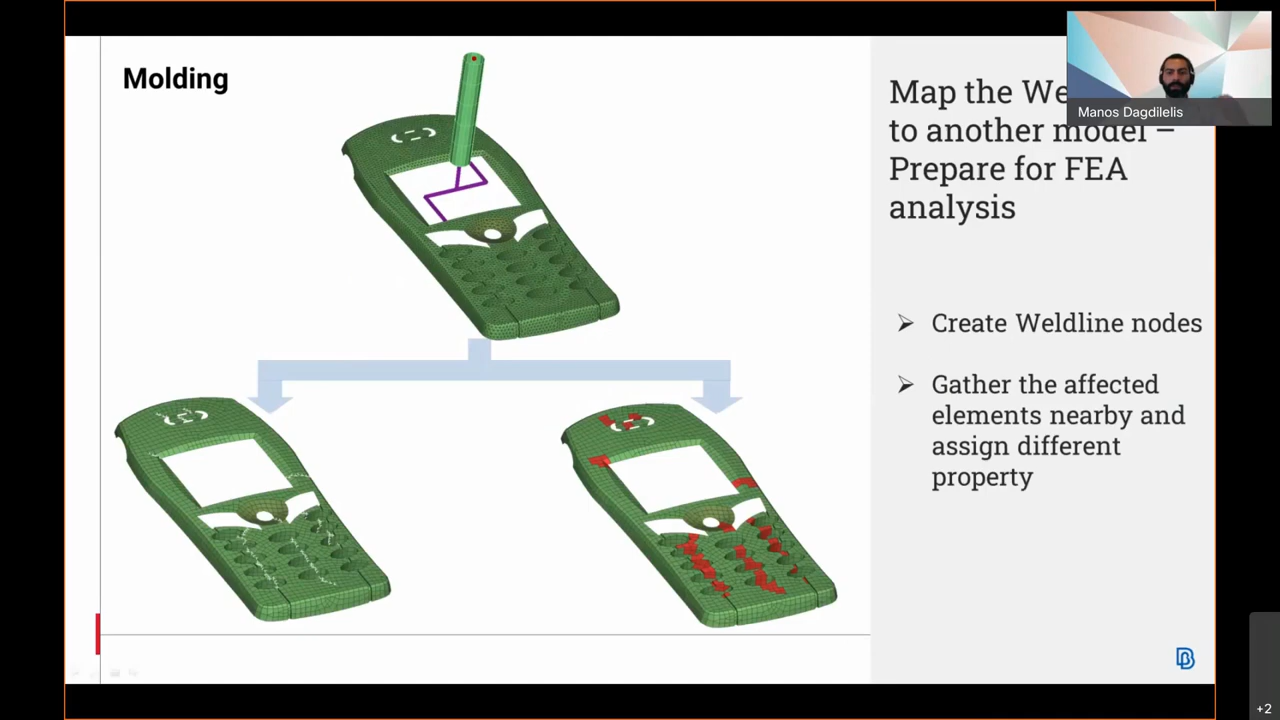 Molding
Map the We
to another model –
Prepare for FEA
analysis
Manos Dagdilelis
Create Weldline nodes
Gather the affected
elements nearby and
assign different
property
+2